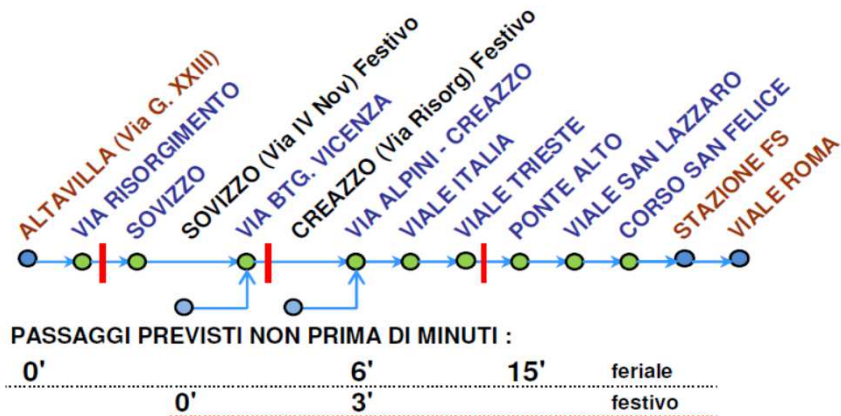 ALTAVILLA (Via G. XXIII)
VIA RISORGIMENTO
SOVIZZO
SOVIZZO (Via IV Nov) Festivo
VIA BTG. VICENZA
CREAZZO (Via Risorg) Festivo
VIA ALPINI - CREAZZO
VIALE ITALIA
VIALE TRIESTE
PONTE ALTO
VIALE SAN LAZZARO
CORSO SAN FELICE
STAZIONE FS
VIALE ROMA
PASSAGGI PREVISTI NON PRIMA DI MINUTI :
0' 6' 15' feriale
0' 3' festivo